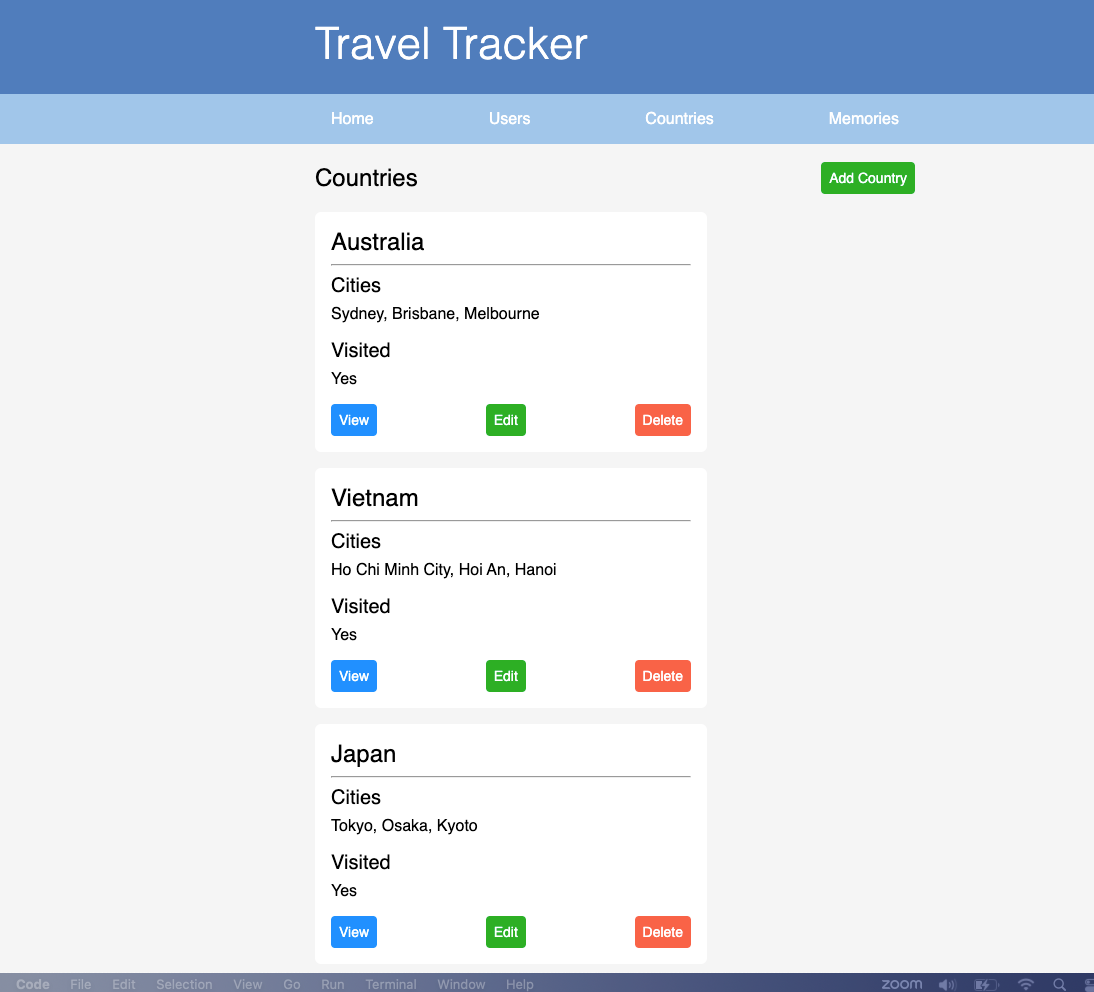 Travel Tracker
Home Users Countries Memories
Countries Add Country
Australia
Cities
Sydney, Brisbane, Melbourne
Visited
Yes
View Edit Delete
Vietnam
Cities
Ho Chi Minh City, Hoi An, Hanoi
Visited
Yes
View Edit Delete
Japan
Cities
Tokyo, Osaka, Kyoto
Visited
Yes
View Edit Delete
Code File Edit Selection View Go Run Terminal Window Help zoom